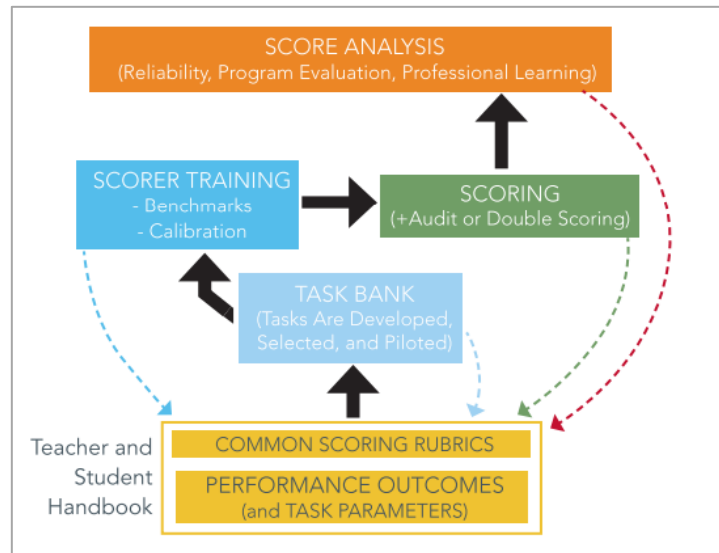 SCORE ANALYSIS
(Reliability, Program Evaluation, Professional Learning)
SCORER TRAINING
- Benchmarks
- Calibration
SCORING
(+Audit or Double Scoring)
TASK BANK
(Tasks Are Developed,
Selected, and Piloted)
Teacher and
Student
Handbook
COMMON SCORING RUBRICS
PERFORMANCE OUTCOMES
(and TASK PARAMETERS)